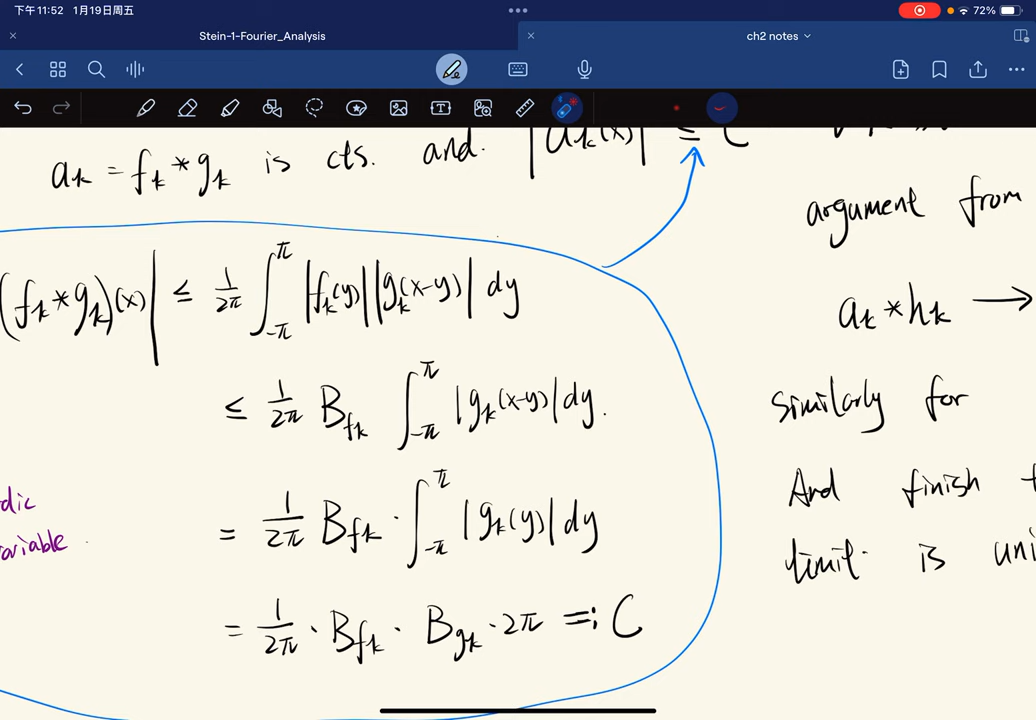 下午11:52 1月19日周五
72%
Stein-1-Fourier_Analysis
ch2 notes
a_k = f_k * g_k is cts. and. |a_k(x)| ≤ C
(f_k * g_k)(x)| ≤ 1/2π ∫_{-π}^{π} |f_k(y)| |g_k(x-y)| dy
≤ 1/2π B_{f_k} ∫_{-π}^{π} |g_k(x-y)| dy.
= 1/2π B_{f_k} · ∫_{-π}^{π} |g_k(y)| dy
= 1/2π · B_{f_k} · B_{g_k} · 2π =: C
dic
ariable
argument from
a_k * h_k →
similarly for
And finish
limit is uni